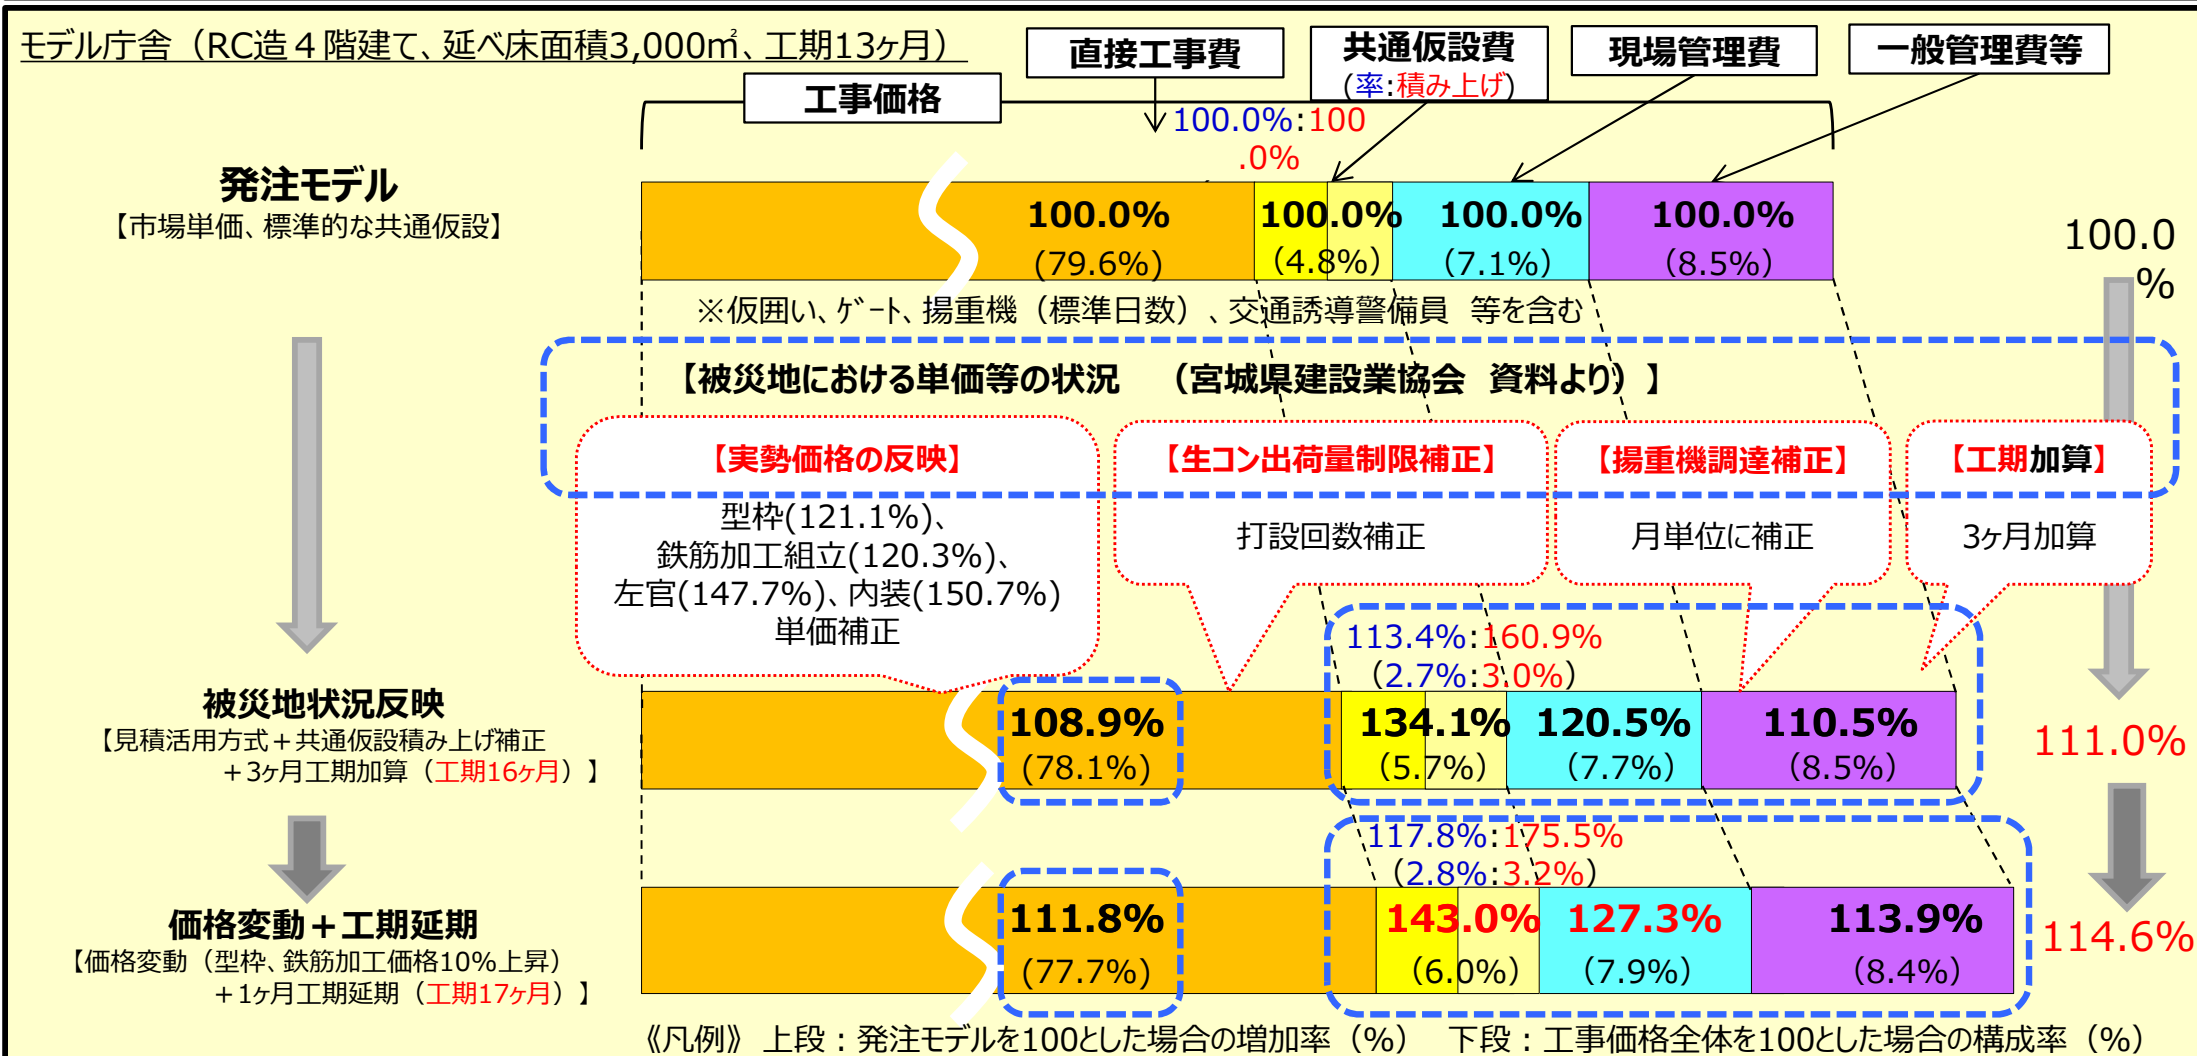 モデル庁舎（RC造４階建て、延べ床面積3,000㎡、工期13ヶ月）
直接工事費
共通仮設費
(率:積み上げ)
現場管理費
一般管理費等
工事価格
100.0%:100
.0%
発注モデル
【市場単価、標準的な共通仮設】
100.0%
(79.6%)
100.0%
(4.8%)
100.0%
(7.1%)
100.0%
(8.5%)
100.0
%
※仮囲い、ｹﾞｰﾄ、揚重機（標準日数）、交通誘導警備員 等を含む
【被災地における単価等の状況 （宮城県建設業協会 資料より）】
【実勢価格の反映】
型枠(121.1%)、
鉄筋加工組立(120.3%)、
左官(147.7%)、内装(150.7%)
単価補正
【生コン出荷量制限補正】
打設回数補正
【揚重機調達補正】
月単位に補正
【工期加算】
3ヶ月加算
113.4%:160.9%
(2.7%:3.0%)
被災地状況反映
【見積活用方式＋共通仮設積み上げ補正
＋3ヶ月工期加算（工期16ヶ月）】
108.9%
(78.1%)
134.1%
(5.7%)
120.5%
(7.7%)
110.5%
(8.5%)
111.0%
117.8%:175.5%
(2.8%:3.2%)
価格変動＋工期延期
【価格変動（型枠、鉄筋加工価格10%上昇）
＋1ヶ月工期延期（工期17ヶ月）】
111.8%
(77.7%)
143.0%
(6.0%)
127.3%
(7.9%)
113.9%
(8.4%)
114.6%
《凡例》 上段：発注モデルを100とした場合の増加率（%） 下段：工事価格全体を100とした場合の構成率（%）